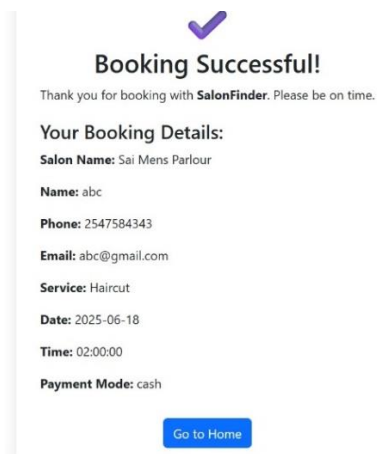 Booking Successful!
Thank you for booking with SalonFinder. Please be on time.
Your Booking Details:
Salon Name: Sai Mens Parlour
Name: abc
Phone: 2547584343
Email: abc@gmail.com
Service: Haircut
Date: 2025-06-18
Time: 02:00:00
Payment Mode: cash
Go to Home